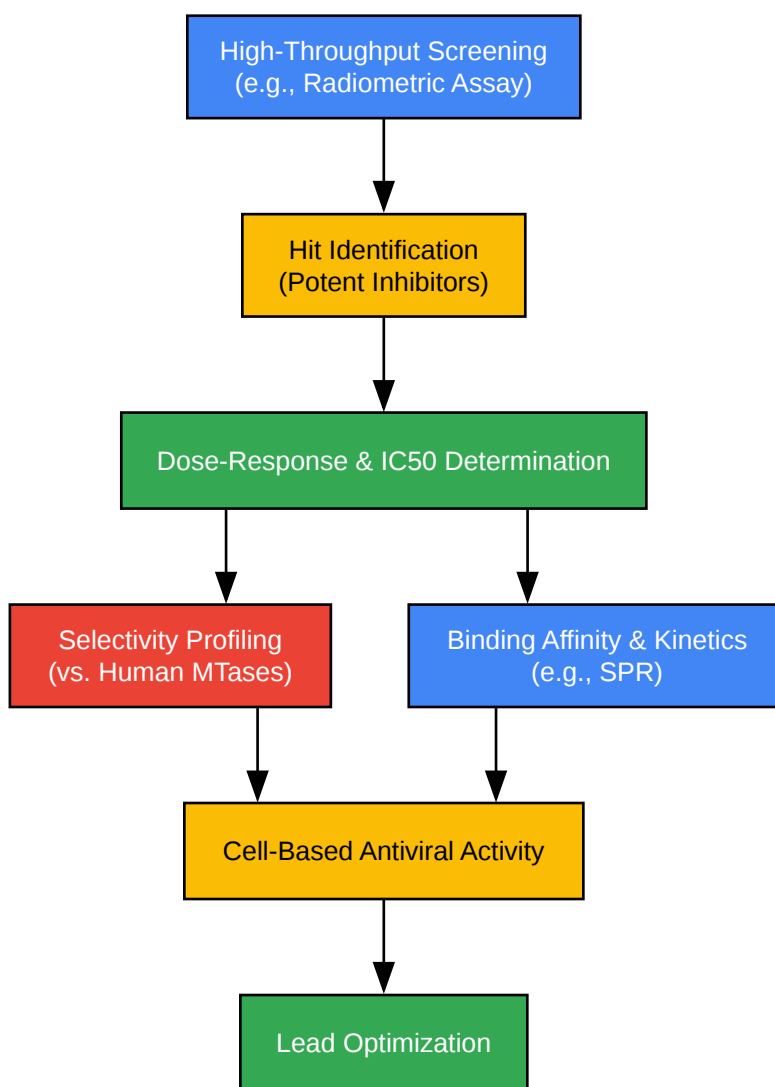 High-Throughput Screening
(e.g., Radiometric Assay)
Hit Identification
(Potent Inhibitors)
Dose-Response & IC50 Determination
Selectivity Profiling
(vs. Human MTases)
Binding Affinity & Kinetics
(e.g., SPR)
Cell-Based Antiviral Activity
Lead Optimization